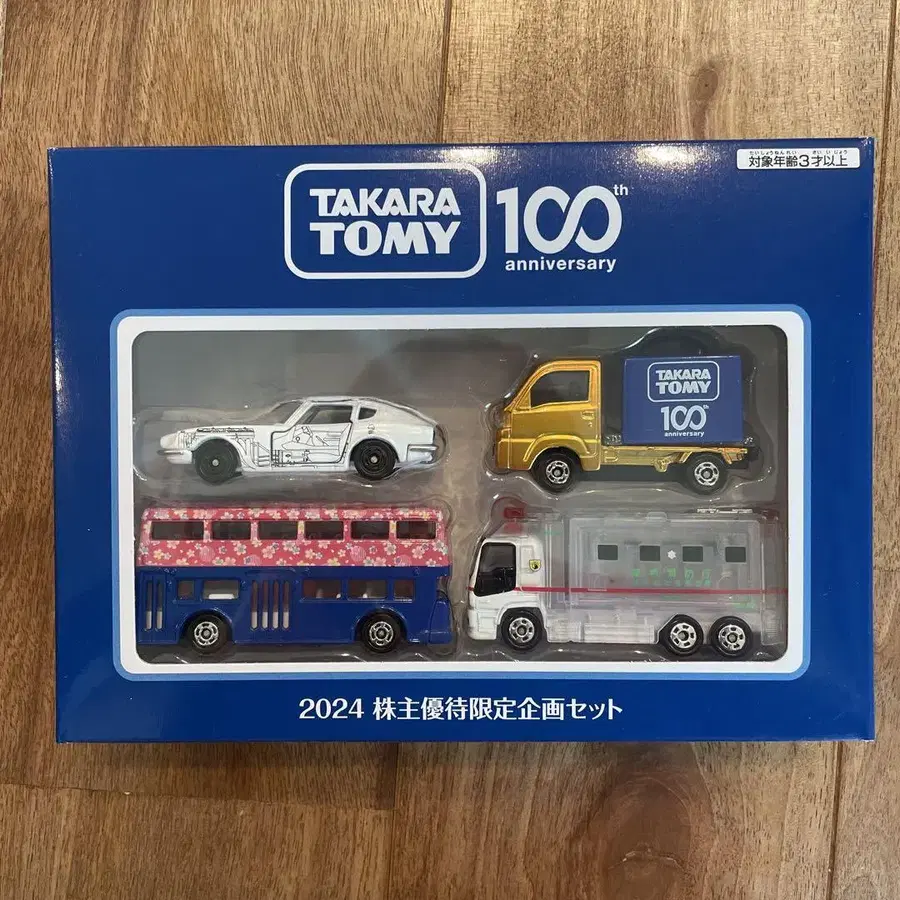 たいしょうねんれい さい いじょう
対象年齢3才以上
TAKARA
TOMY
100th
anniversary
TAKARA
TOMY
100th
anniversary
2024 株主優待限定企画セット